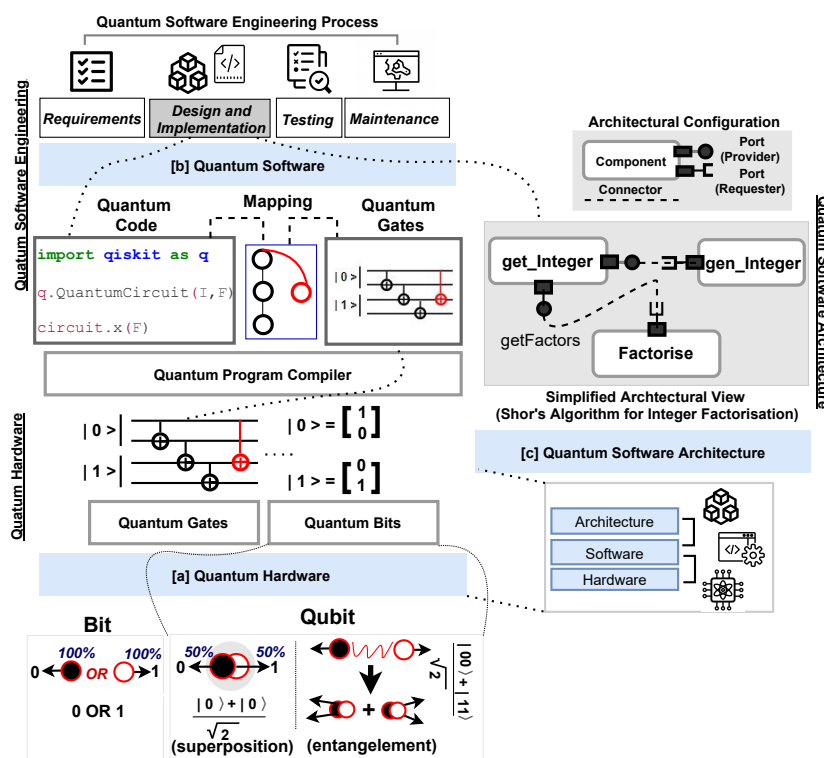 Quantum Software Engineering Process
Requirements
Design and
Implementation
Testing
Maintenance
[b] Quantum Software
Quatum Software Engineering
Quantum
Code
Mapping
Quantum
Gates
import qiskit as q
q.QuantumCircuit(I,F)
circuit.x(F)
| 0 >|
| 1 >|
Quantum Program Compiler
Quatum Hardware
| 0 >|
| 1 >|
| 0 > = [1 0]
| 1 > = [0 1]
Quantum Gates
Quantum Bits
[a] Quantum Hardware
Bit
100%
100%
0
OR
1
0 OR 1
Qubit
50%
50%
0
1
| 0 ⟩ + | 0 ⟩
√2
(superposition)
+
(entangelement)
| 00 ⟩ + | 11 ⟩
√2
Architectural Configuration
Component
Port
(Provider)
Port
(Requester)
Connector
get_Integer
gen_Integer
getFactors
Factorise
Simplified Archtectural View
(Shor's Algorithm for Integer Factorisation)
Quatum Software Architecture
[c] Quantum Software Architecture
Architecture
Software
Hardware